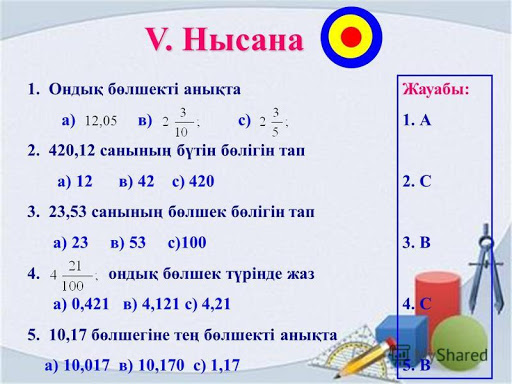 V. Нысана
1. Ондық бөлшекті анықта
Жауабы:
а) 12,05 в) 2 3/10 ; с) 2 3/5 ;
1. А
2. 420,12 санының бүтін бөлігін тап
а) 12 в) 42 с) 420
2. С
3. 23,53 санының бөлшек бөлігін тап
а) 23 в) 53 с)100
3. В
4. 4 21/100 ; ондық бөлшек түрінде жаз
а) 0,421 в) 4,121 с) 4,21
4. С
5. 10,17 бөлшегіне тең бөлшекті анықта
а) 10,017 в) 10,170 с) 1,17
5. В
MyShared